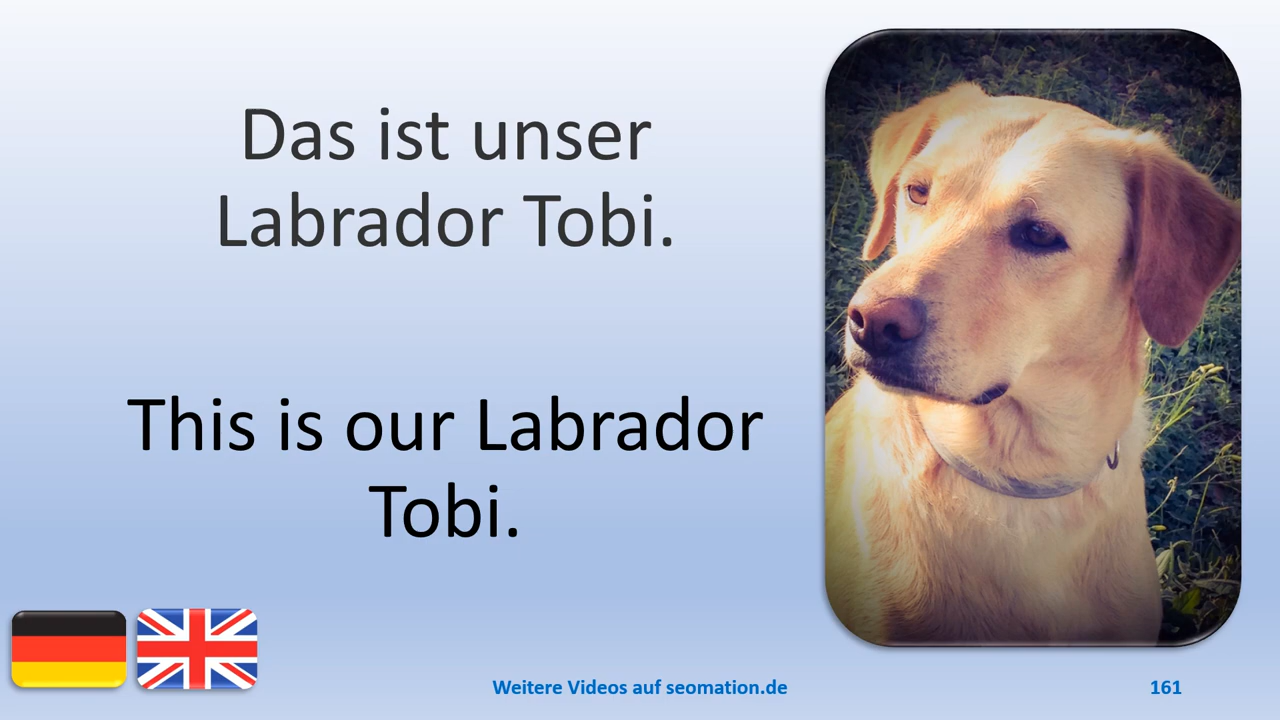 Das ist unser
Labrador Tobi.
This is our Labrador
Tobi.
Weitere Videos auf seomation.de
161